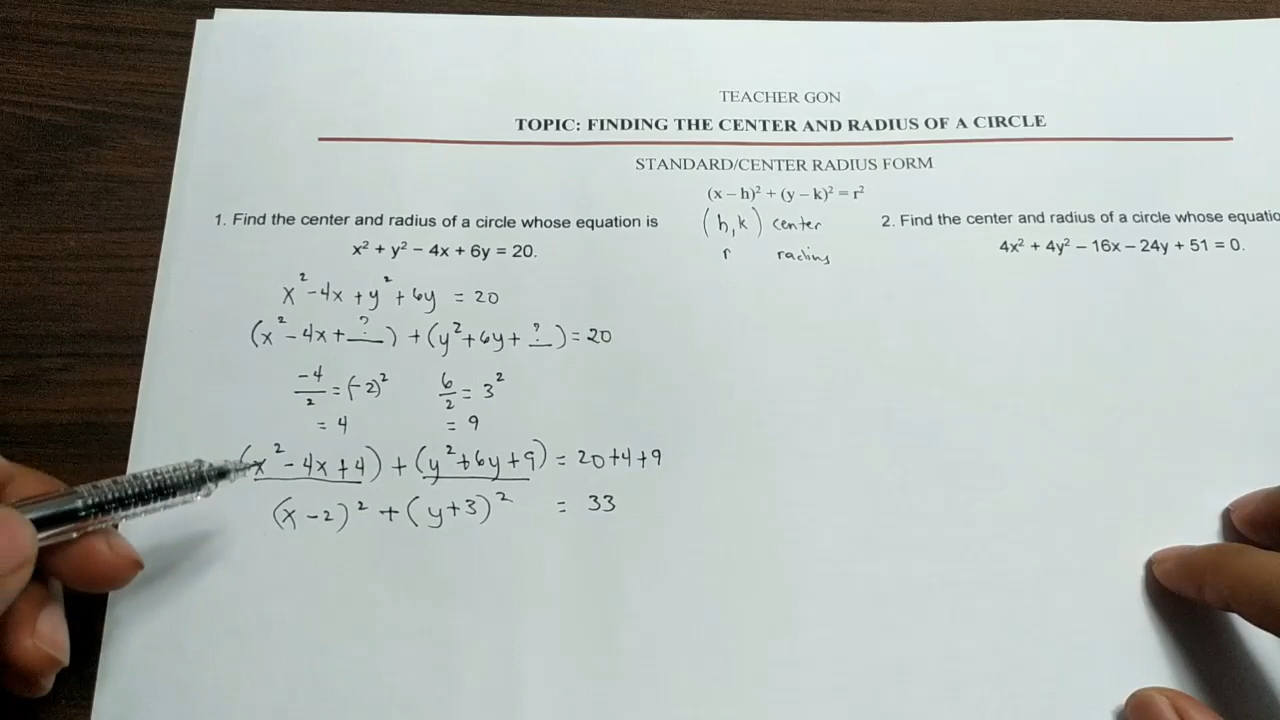 TEACHER GON
TOPIC: FINDING THE CENTER AND RADIUS OF A CIRCLE
STANDARD/CENTER RADIUS FORM
(x – h)² + (y – k)² = r²
(h,k) center
r radius
1. Find the center and radius of a circle whose equation is
x² + y² − 4x + 6y = 20.
x² - 4x + y² + 6y = 20
(x² - 4x + ?) + (y² + 6y + ?) = 20
-4/2 = (-2)² 6/2 = 3²
= 4 = 9
(x² - 4x + 4) + (y² + 6y + 9) = 20+4+9
(x - 2)² + (y+3)² = 33
2. Find the center and radius of a circle whose
4x² + 4y² − 16x − 24y + 51 = 0.